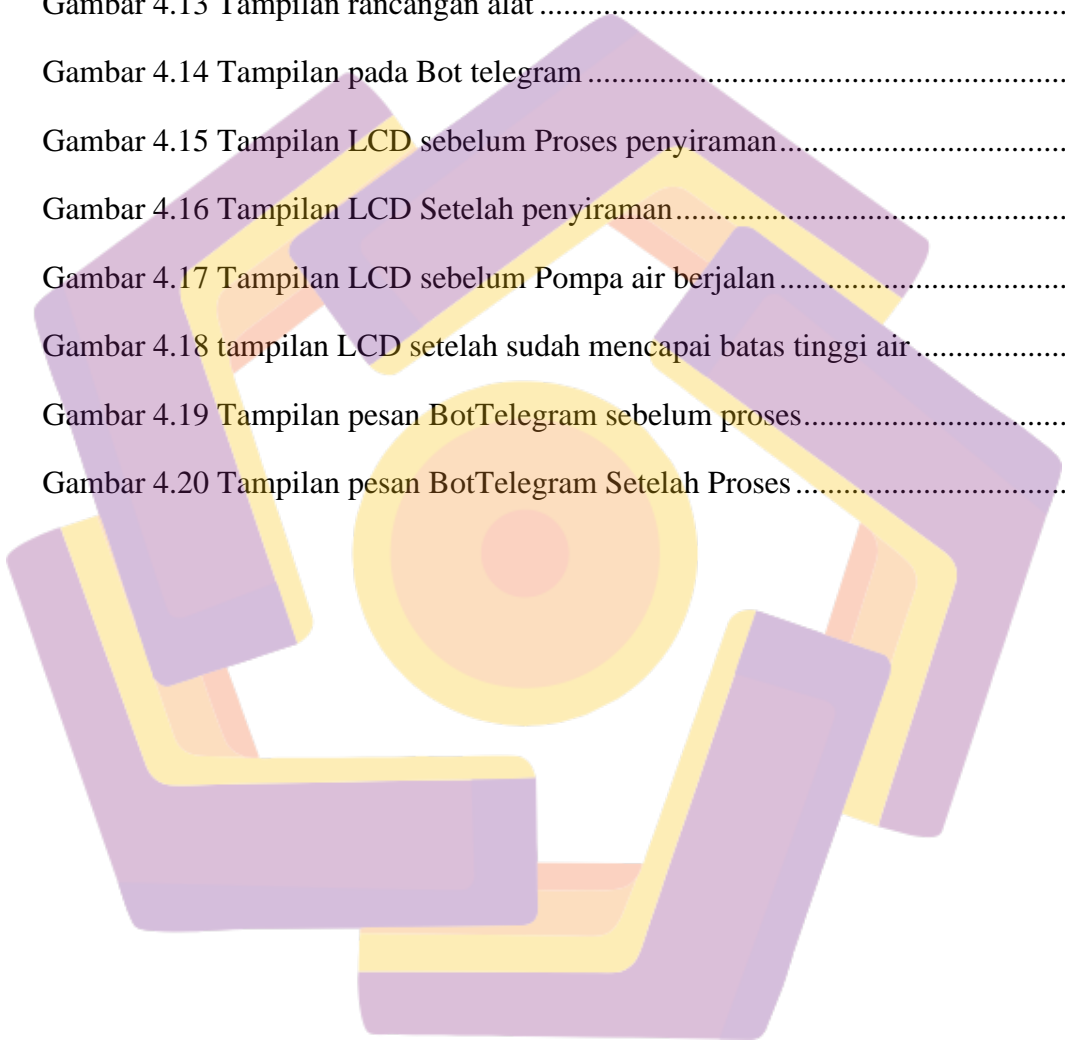 Gambar 4.13 Tampilan rancangan alat ........................................................................
Gambar 4.14 Tampilan pada Bot telegram ................................................................
Gambar 4.15 Tampilan LCD sebelum Proses penyiraman.......................................
Gambar 4.16 Tampilan LCD Setelah penyiraman.....................................................
Gambar 4.17 Tampilan LCD sebelum Pompa air berjalan.......................................
Gambar 4.18 tampilan LCD setelah sudah mencapai batas tinggi air ....................
Gambar 4.19 Tampilan pesan BotTelegram sebelum proses...................................
Gambar 4.20 Tampilan pesan BotTelegram Setelah Proses ....................................